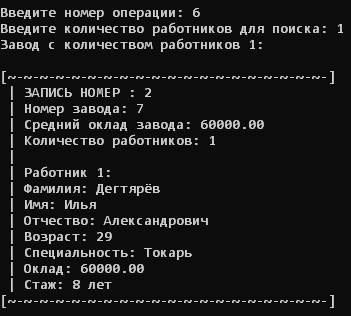 Введите номер операции: 6
Введите количество работников для поиска: 1
Завод с количеством работников 1:
[~-~-~-~-~-~-~-~-~-~-~-~-~-~-~-~-~-~-~-~-]
| ЗАПИСЬ НОМЕР : 2
| Номер завода: 7
| Средний оклад завода: 60000.00
| Количество работников: 1
|
| Работник 1:
| Фамилия: Дегтярёв
| Имя: Илья
| Отчество: Александрович
| Возраст: 29
| Специальность: Токарь
| Оклад: 60000.00
| Стаж: 8 лет
[~-~-~-~-~-~-~-~-~-~-~-~-~-~-~-~-~-~-~-~-]